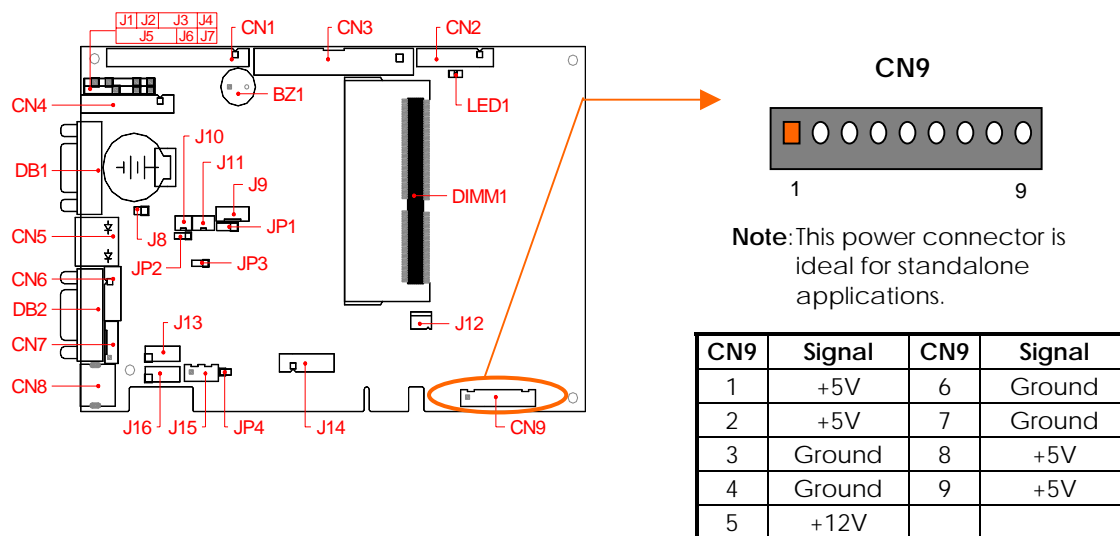 J1 J2 J3 J4
J5 J6 J7
CN1
CN3
CN2
CN4
BZ1
LED1
J10
J11
DB1
J9
DIMM1
CN5
J8
JP1
JP2
JP3
CN6
DB2
J13
J12
CN7
CN8
J16
J15
JP4
J14
CN9
CN9
1 9
Note: This power connector is
ideal for standalone
applications.
CN9 Signal CN9 Signal
1 +5V 6 Ground
2 +5V 7 Ground
3 Ground 8 +5V
4 Ground 9 +5V
5 +12V